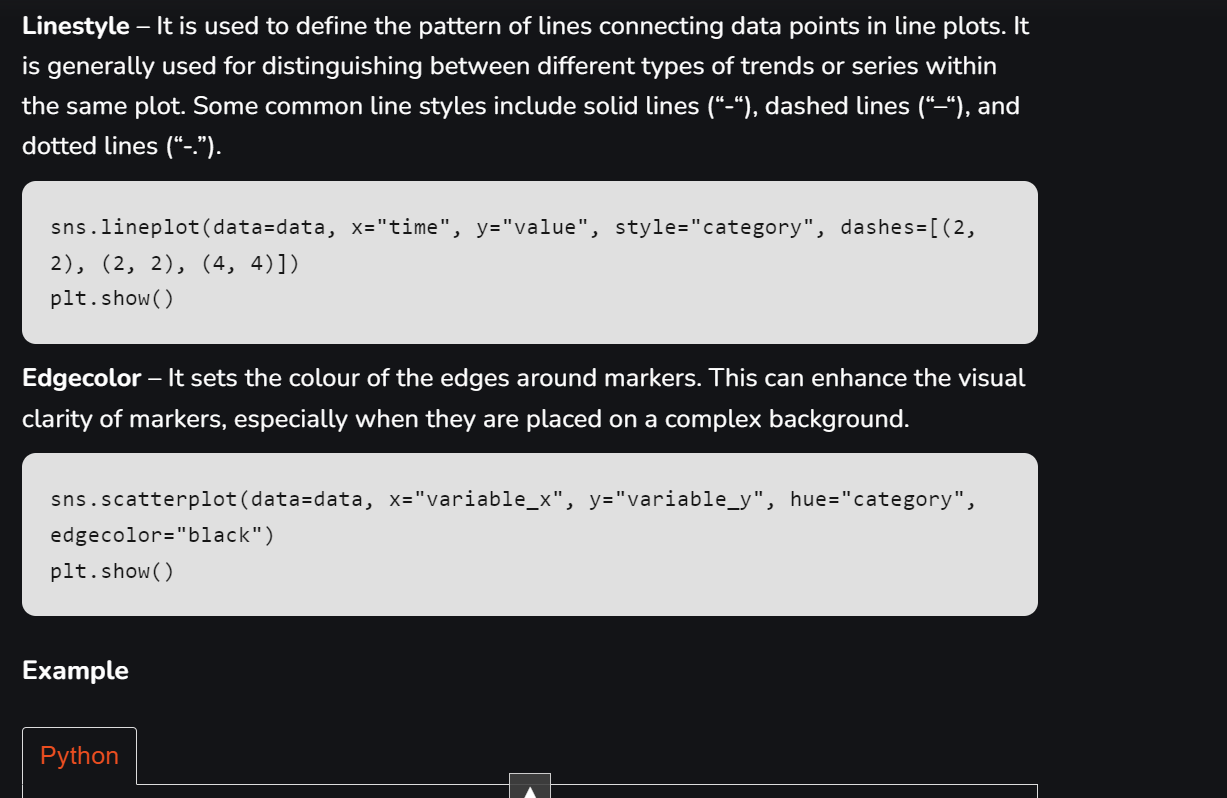 Linestyle – It is used to define the pattern of lines connecting data points in line plots. It
is generally used for distinguishing between different types of trends or series within
the same plot. Some common line styles include solid lines (“-“), dashed lines (“–“), and
dotted lines (“-.”).
sns.lineplot(data=data, x="time", y="value", style="category", dashes=[(2,
2), (2, 2), (4, 4)])
plt.show()
Edgecolor – It sets the colour of the edges around markers. This can enhance the visual
clarity of markers, especially when they are placed on a complex background.
sns.scatterplot(data=data, x="variable_x", y="variable_y", hue="category",
edgecolor="black")
plt.show()
Example
Python